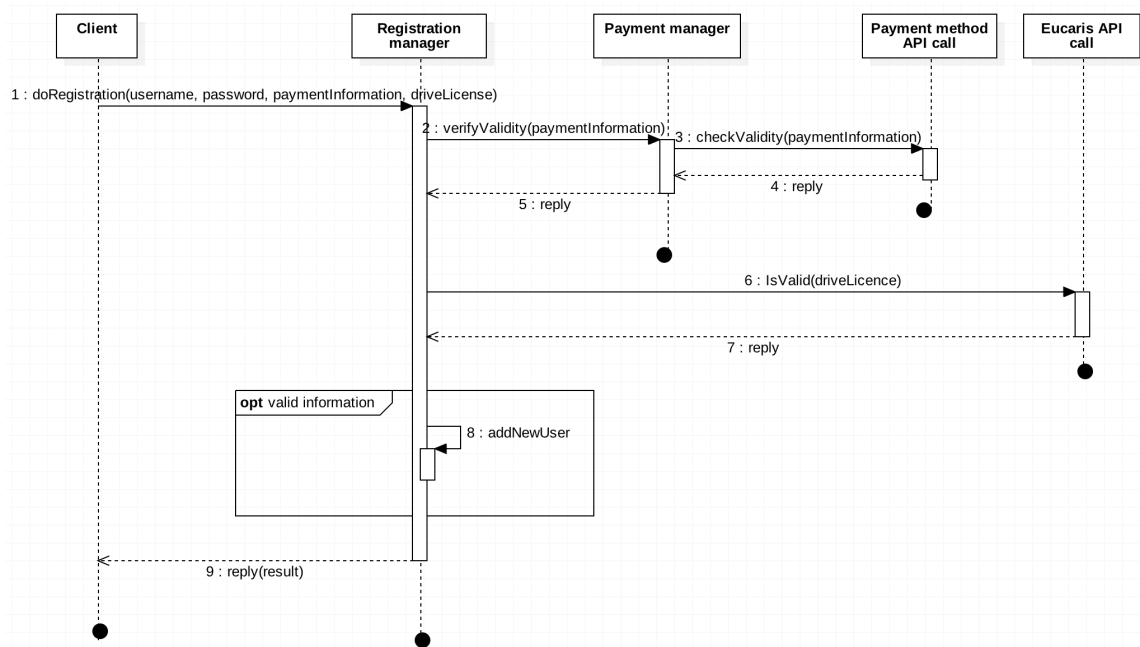 Client
Registration
manager
Payment manager
Payment method
API call
Eucaris API
call
1 : doRegistration(username, password, paymentInformation, driveLicense)
2 : verifyValidity(paymentInformation)
3 : checkValidity(paymentInformation)
4 : reply
5 : reply
6 : IsValid(driveLicence)
7 : reply
opt valid information
8 : addNewUser
9 : reply(result)